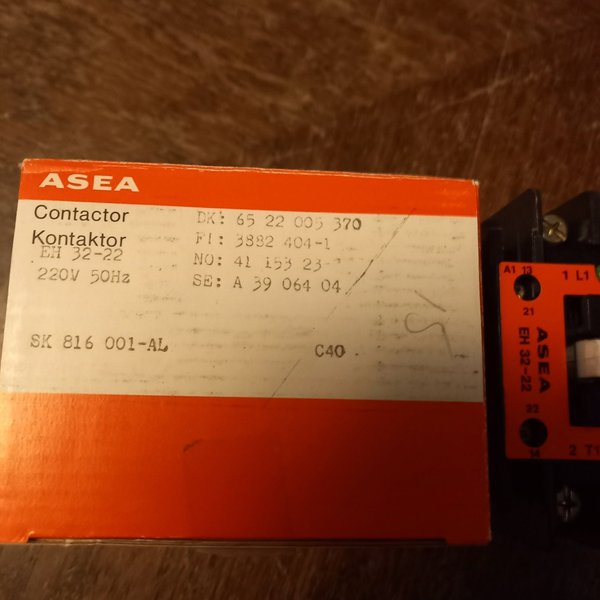 ASEA
Contactor
Kontaktor
EH 32-22
220V 50Hz
DK: 65 22 005 370
FI: 3882 404-1
NO: 41 153 23
SE: A 39 064 04
SK 816 001-AL
C40
A1 13
1 L1
21
ASEA
EH 32-22
22
14
2 T1